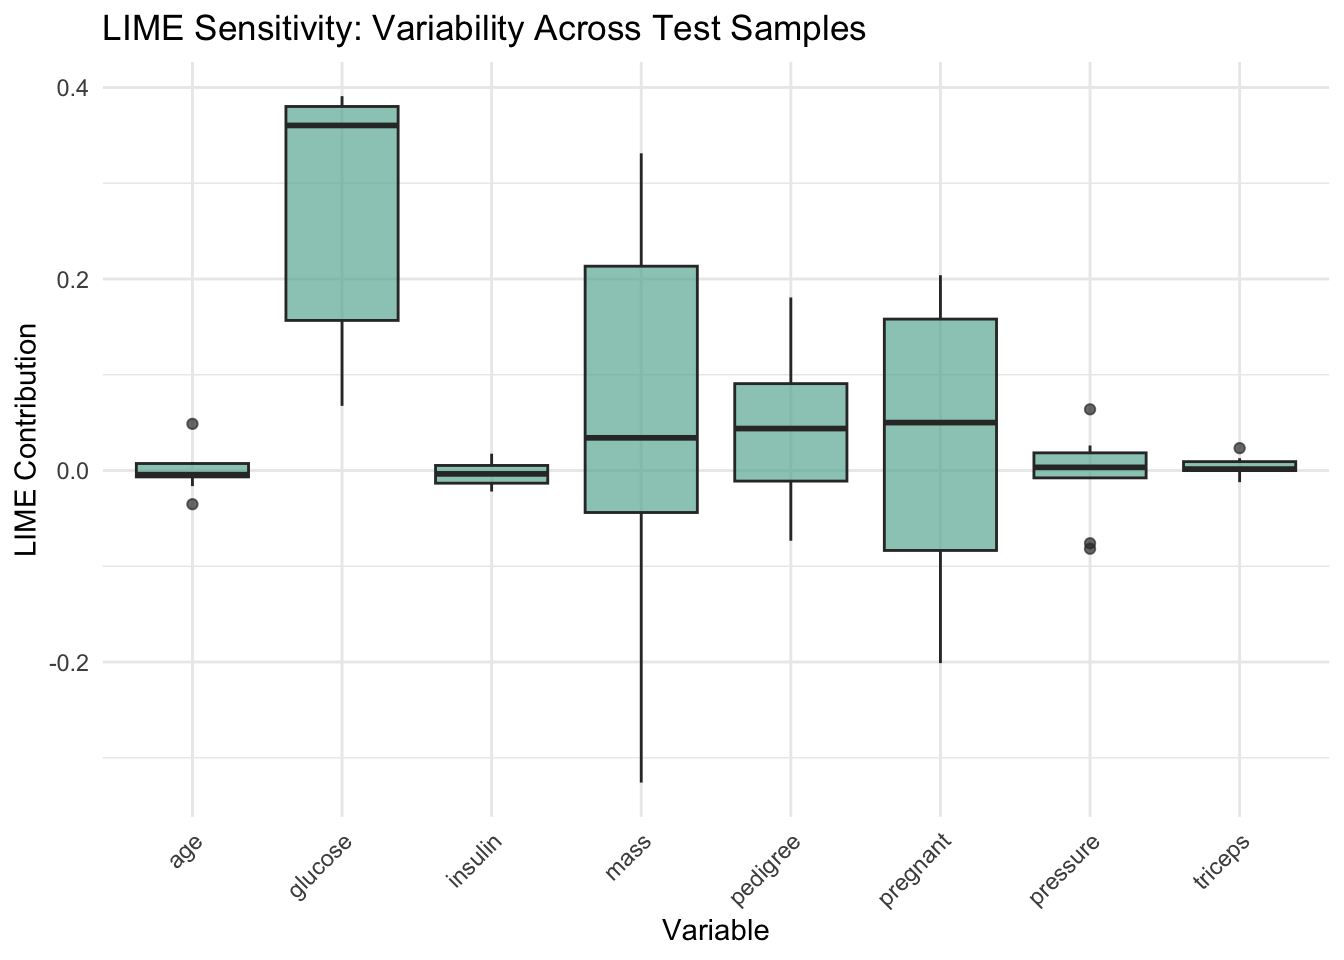 LIME Sensitivity: Variability Across Test Samples
LIME Contribution
0.4
0.2
0.0
-0.2
age
glucose
insulin
mass
pedigree
pregnant
pressure
triceps
Variable